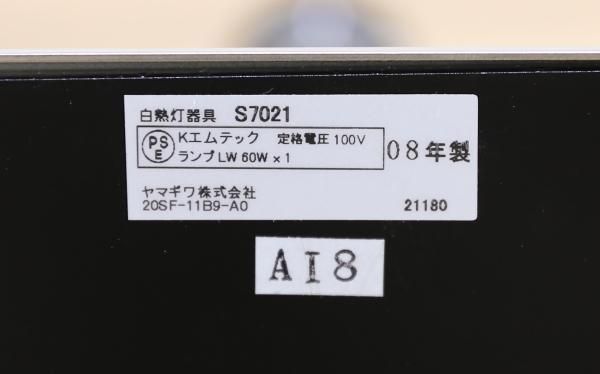 白熱灯器具 S7021
PS
E
Kエムテック 定格電圧 100V
ランプ LW 60W × 1
08年製
ヤマギワ株式会社
20SF-11B9-A0 21180
AI8